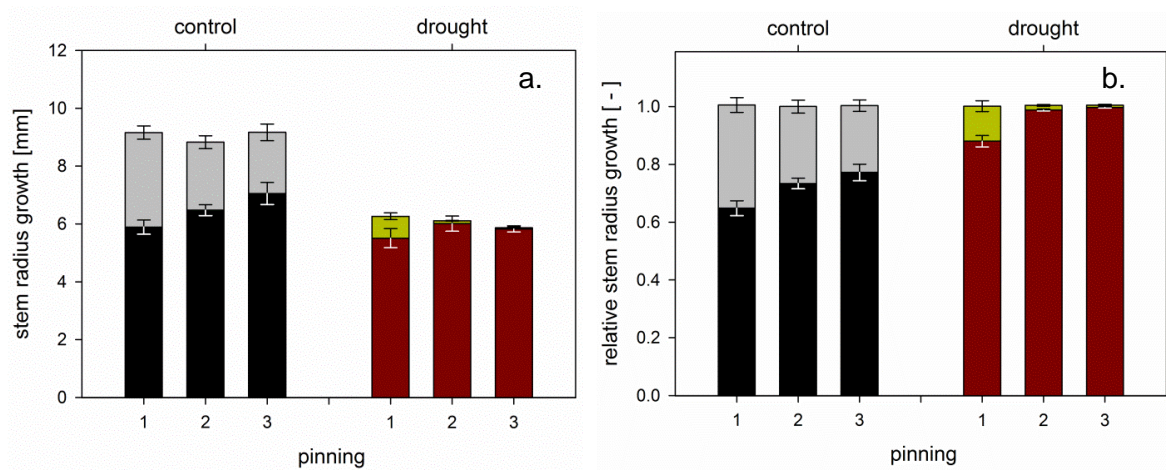 control drought
a.
stem radius growth [mm]
12
10
8
6
4
2
0
1 2 3 1 2 3
pinning
control drought
b.
relative stem radius growth [ - ]
1.0
0.8
0.6
0.4
0.2
0.0
1 2 3 1 2 3
pinning